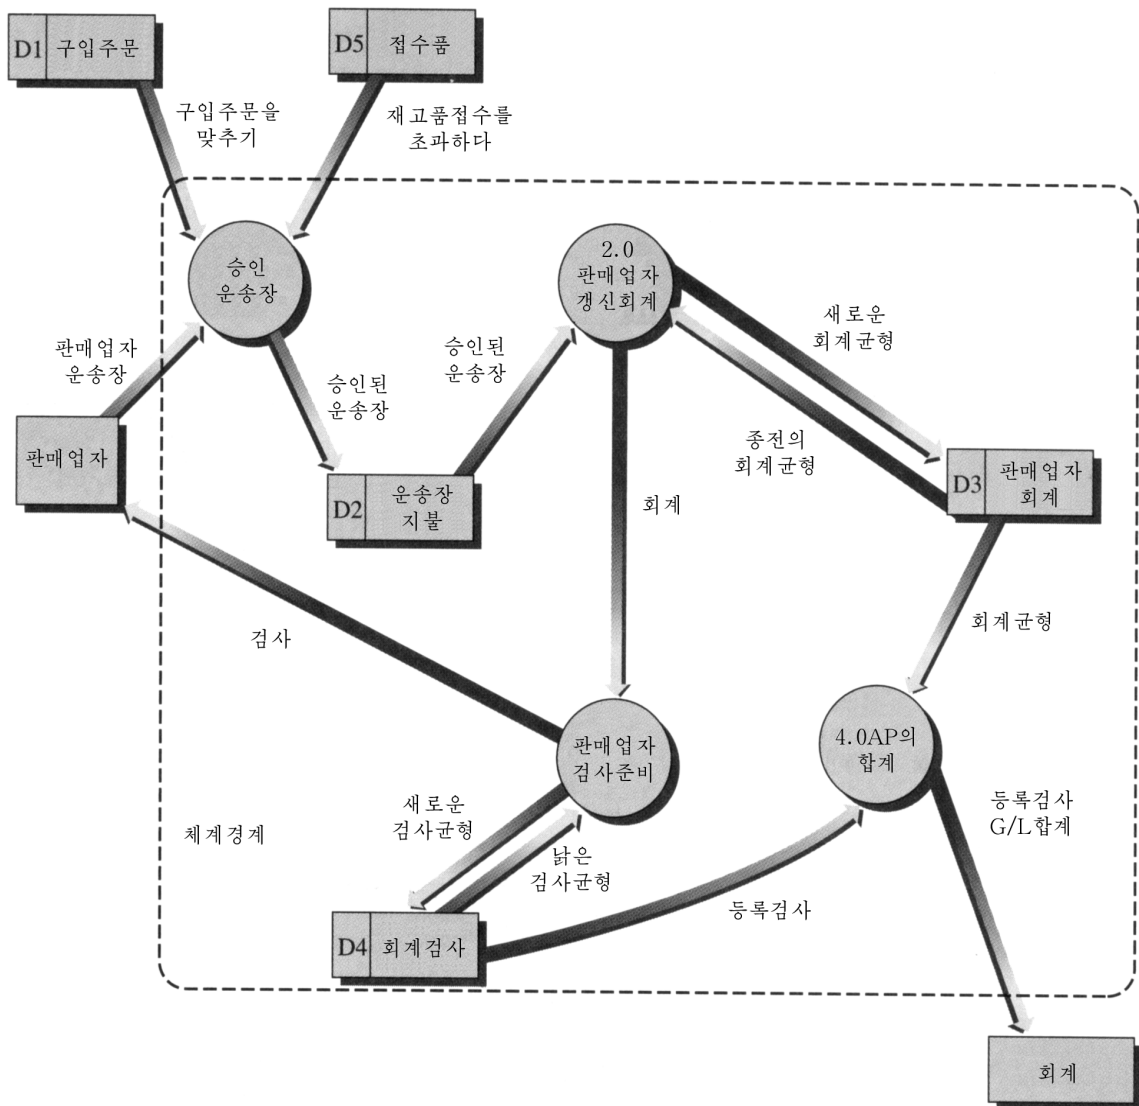 D1 구입주문
D5 접수품
구입주문을
맞추기
재고품접수를
초과하다
승인
운송장
2.0
판매업자
갱신회계
새로운
회계균형
판매업자
운송장
승인된
운송장
승인된
운송장
종전의
회계균형
판매업자
D2
운송장
지불
D3
판매업자
회계
회계
검사
회계균형
판매업자
검사준비
4.0AP의
합계
새로운
검사균형
낡은
검사균형
등록검사
G/L합계
체계경계
등록검사
D4 회계검사
회계